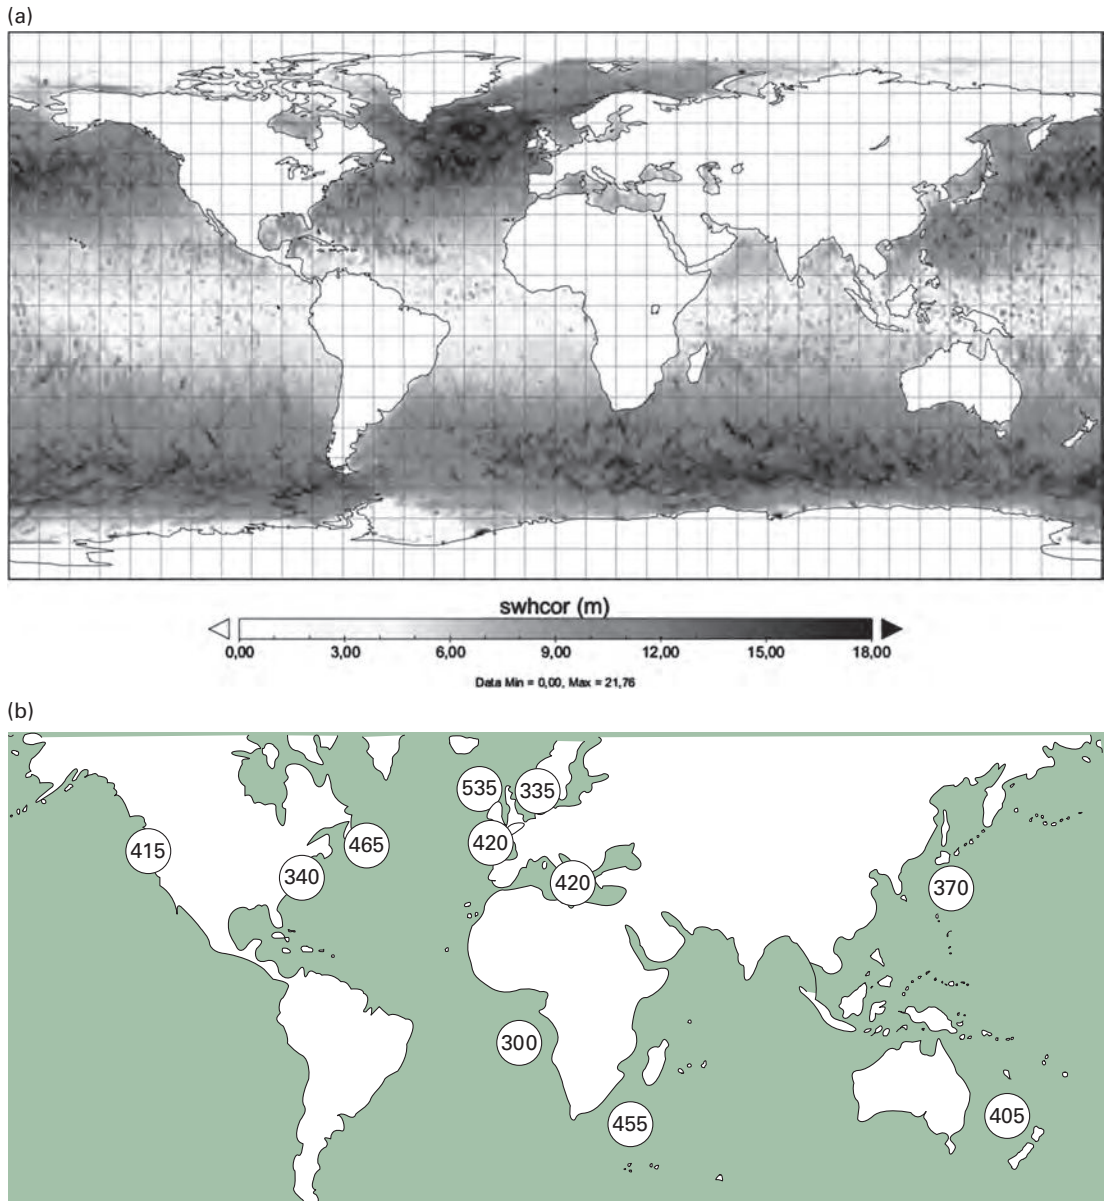 (a)
swhcor (m)
0,00 3,00 6,00 9,00 12,00 15,00 18,00
Data Min = 0,00, Max = 21,76
(b)
535 335
415 465 420
340 420 370
300
455 405